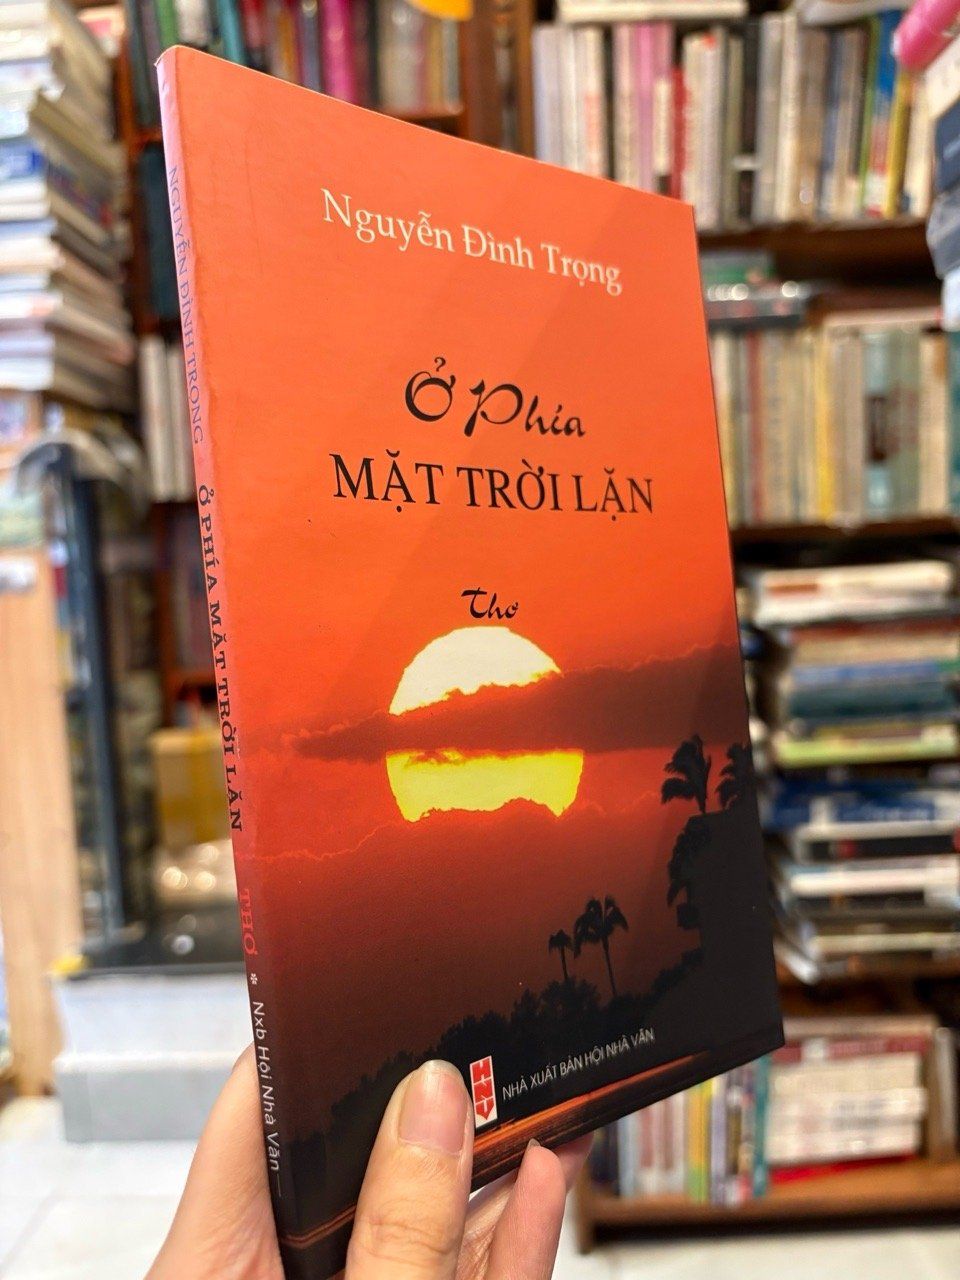 Nguyễn Đình Trọng
Ở Phía
MẶT TRỜI LẶN
Thơ
HNV
NHÀ XUẤT BẢN HỘI NHÀ VĂN
NGUYỄN ĐÌNH TRỌNG Ở PHÍA MẶT TRỜI LẶN THƠ * Nxb Hội Nhà Văn